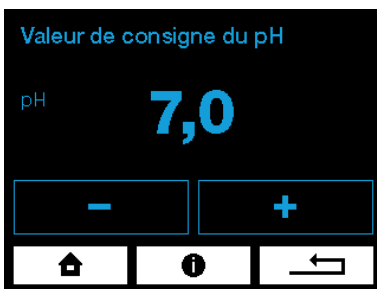 Valeur de consigne du pH
pH 7,0
− +
i